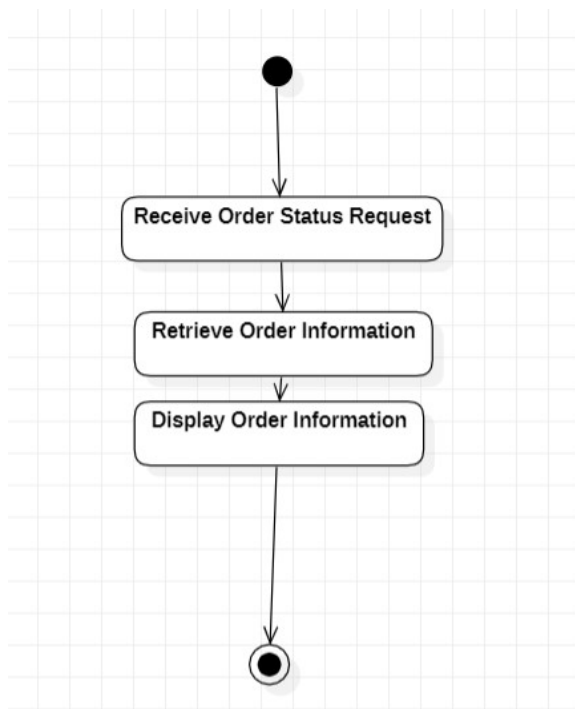 Receive Order Status Request
Retrieve Order Information
Display Order Information